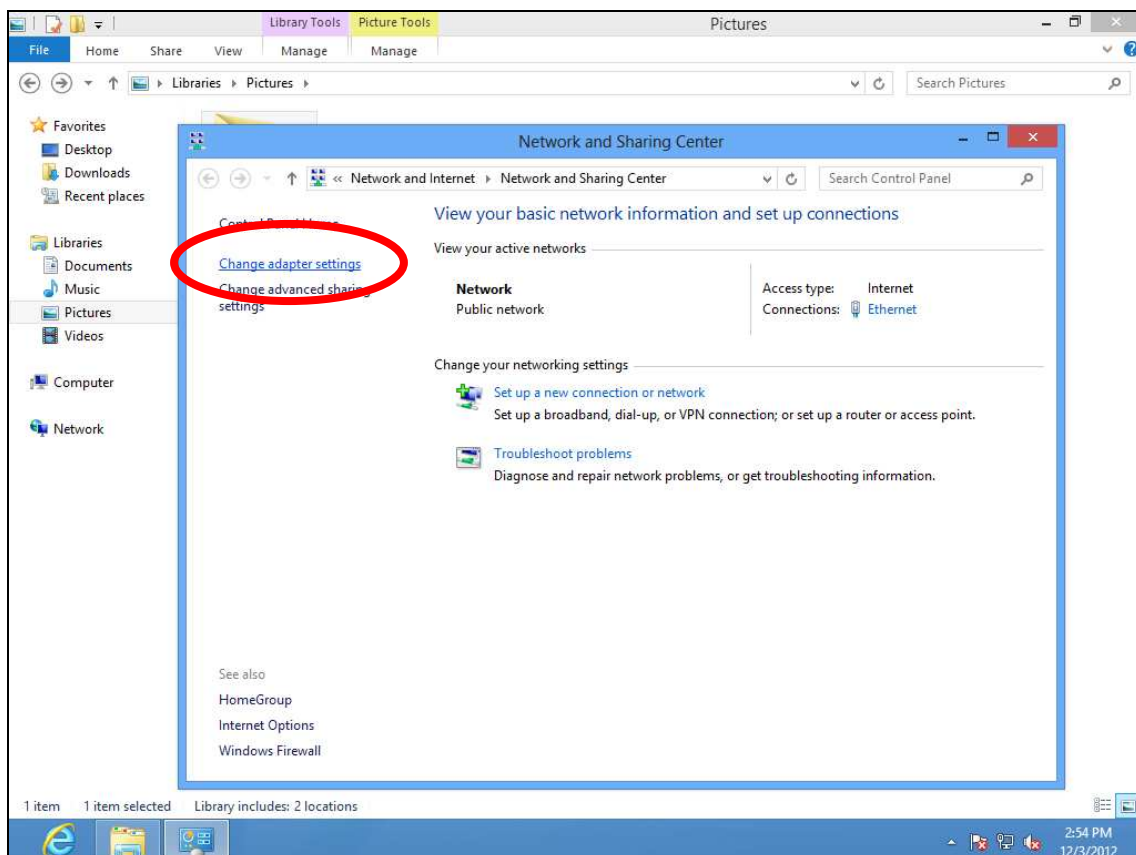 Library Tools Picture Tools Pictures
File Home Share View Manage Manage
Libraries Pictures Search Pictures
Favorites
Desktop
Downloads
Recent places
Libraries
Documents
Music
Pictures
Videos
Computer
Network
Network and Sharing Center
« Network and Internet Network and Sharing Center Search Control Panel
Control Panel Home
Change adapter settings
Change advanced sharing
settings
View your basic network information and set up connections
View your active networks
Network
Public network
Access type: Internet
Connections: Ethernet
Change your networking settings
Set up a new connection or network
Set up a broadband, dial-up, or VPN connection; or set up a router or access point.
Troubleshoot problems
Diagnose and repair network problems, or get troubleshooting information.
See also
HomeGroup
Internet Options
Windows Firewall
1 item 1 item selected Library includes: 2 locations
2:54 PM
12/3/2012